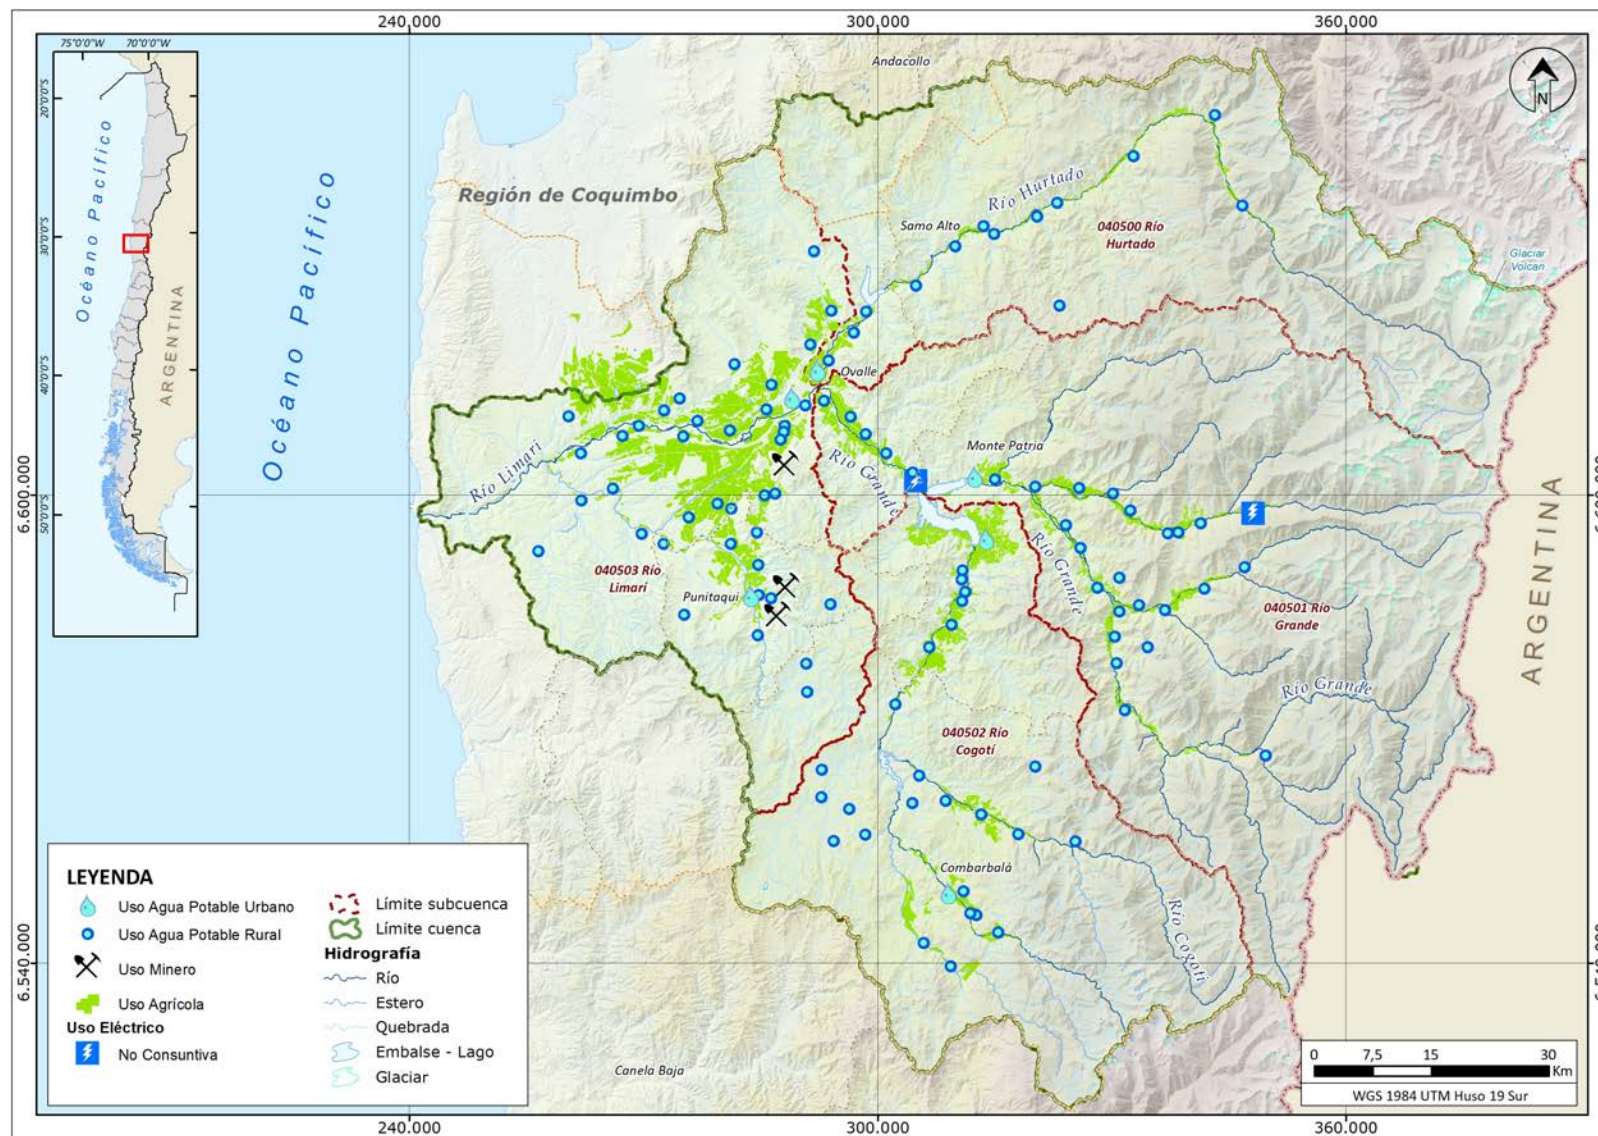 240.000
300.000
360.000
75°0'0"W
70°0'0"W
20°0'0"S
30°0'0"S
40°0'0"S
50°0'0"S
Océano Pacífico
ARGENTINA
N
Andacollo
Región de Coquimbo
Océano Pacífico
Río Hurtado
Samo Alto
040500 Río
Hurtado
Glaciar
Volcan
Ovalle
Monte Patria
Río Limarí
Río Grande
6.600.000
ARGENTINA
040503 Río
Limarí
Punitaqui
Río Grande
040501 Río
Grande
Río Grande
040502 Río
Cogotí
Combarbalá
Río Cogotí
6.540.000
Canela Baja
LEYENDA
Uso Agua Potable Urbano
Uso Agua Potable Rural
Uso Minero
Uso Agrícola
Uso Eléctrico
No Consuntiva
Límite subcuenca
Límite cuenca
Hidrografía
Río
Estero
Quebrada
Embalse - Lago
Glaciar
0
7,5
15
30
Km
WGS 1984 UTM Huso 19 Sur
240.000
300.000
360.000